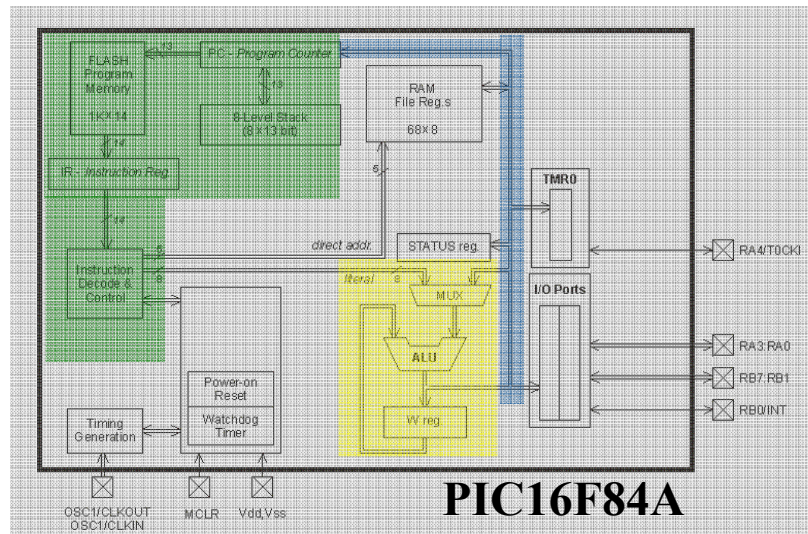 FLASH
Program
Memory
1K×14
13
PC - Program Counter
13
8-Level Stack
(8×13 bit)
RAM
File Reg.s
68×8
14
IR - Instruction Reg
14
5
TMR0
RA4/T0CKI
direct addr.
STATUS reg.
Instruction
Decode &
Control
literal
8
MUX
I/O Ports
ALU
RA3:RA0
RB7:RB1
RB0/INT
Power-on
Reset
Watchdog
Timer
Timing
Generation
W reg
OSC1/CLKOUT
OSC1/CLKIN
MCLR
Vdd,Vss
PIC16F84A